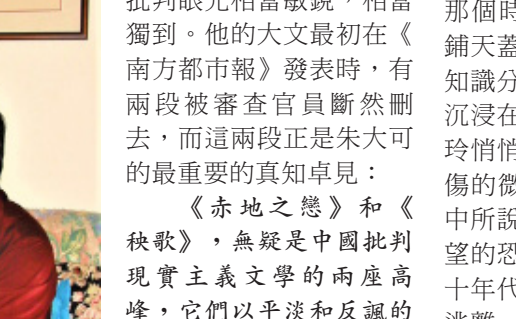 批判眼光相當敏銳，相當
獨到。他的大文最初在《
南方都市報》發表時，有
兩段被審查官員斷然刪
去，而這兩段正是朱大可
的最重要的真知卓見：
《赤地之戀》和《
秧歌》，無疑是中國批判
現實主義文學的兩座高
峰，它們以平淡和反諷的
那個時
鋪天蓋
知識分
沉浸在
玲悄悄
傷的微
中所說
望的恐
十年代
逃離